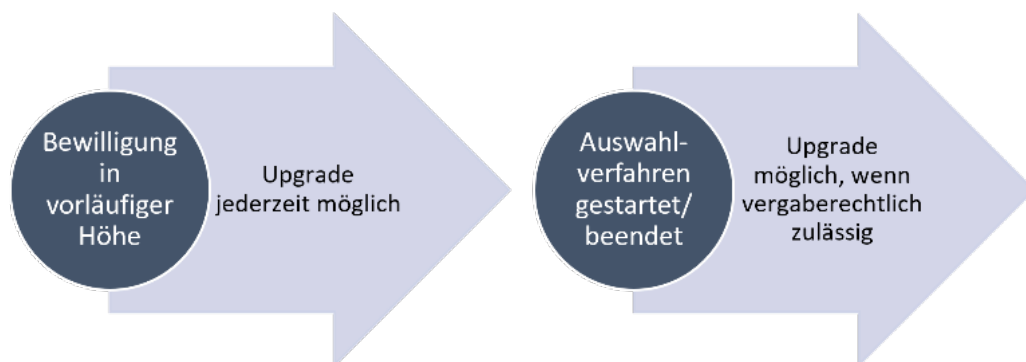 Bewilligung
in
vorläufiger
Höhe
Upgrade
jederzeit möglich
Auswahl-
verfahren
gestartet/
beendet
Upgrade
möglich, wenn
vergaberechtlich
zulässig